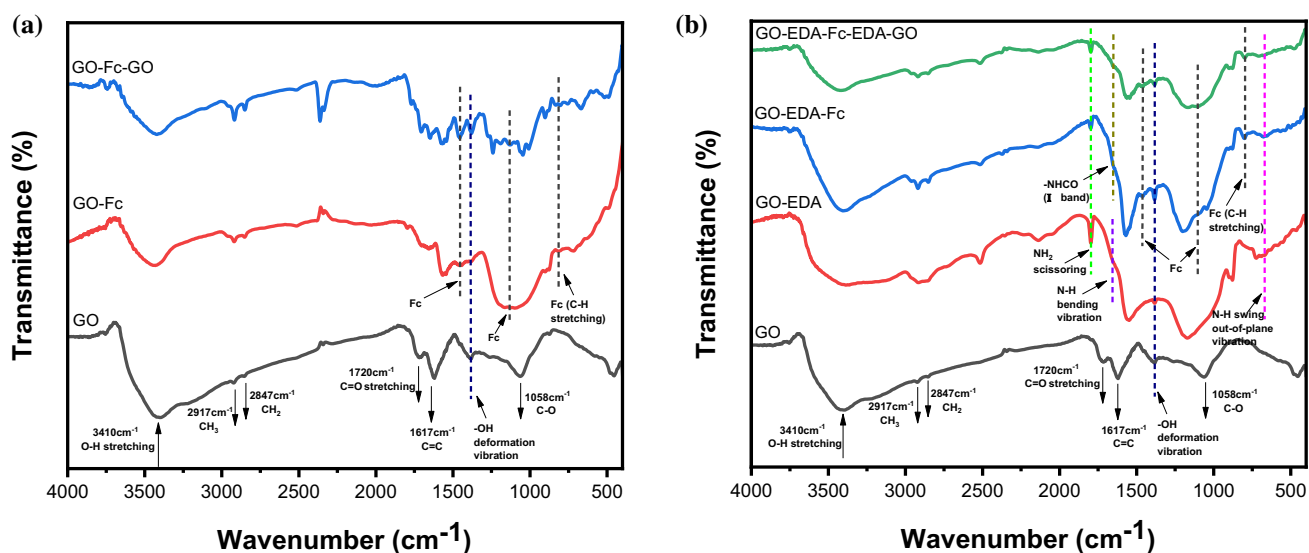 (a)
Transmittance (%)
GO-Fc-GO
GO-Fc
Fc
Fc
Fc (C-H
stretching)
GO
3410cm-1
O-H stretching
2917cm-1
CH3
2847cm-1
CH2
1720cm-1
C=O stretching
1617cm-1
C=C
-OH
deformation
vibration
1058cm-1
C-O
4000 3500 3000 2500 2000 1500 1000 500
Wavenumber (cm-1)
(b)
Transmittance (%)
GO-EDA-Fc-EDA-GO
GO-EDA-Fc
-NHCO
(I band)
Fc (C-H
stretching)
GO-EDA
NH2
scissoring
Fc
N-H
bending
vibration
N-H swing
out-of-plane
vibration
GO
3410cm-1
O-H stretching
2917cm-1
CH3
2847cm-1
CH2
1720cm-1
C=O stretching
1617cm-1
C=C
-OH
deformation
vibration
1058cm-1
C-O
4000 3500 3000 2500 2000 1500 1000 500
Wavenumber (cm-1)